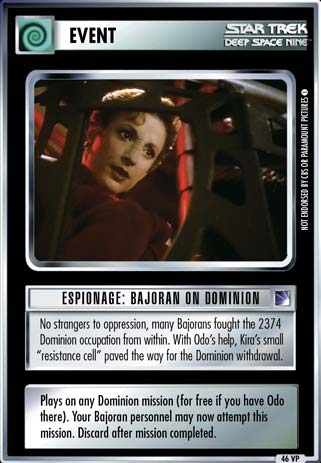 EVENT
STAR TREK
DEEP SPACE NINE
NOT ENDORSED BY CBS OR PARAMOUNT PICTURES
ESPIONAGE: BAJORAN ON DOMINION
No strangers to oppression, many Bajorans fought the 2374
Dominion occupation from within. With Odo's help, Kira's small
"resistance cell" paved the way for the Dominion withdrawal.
Plays on any Dominion mission (for free if you have Odo
there). Your Bajoran personnel may now attempt this
mission. Discard after mission completed.
46 VP